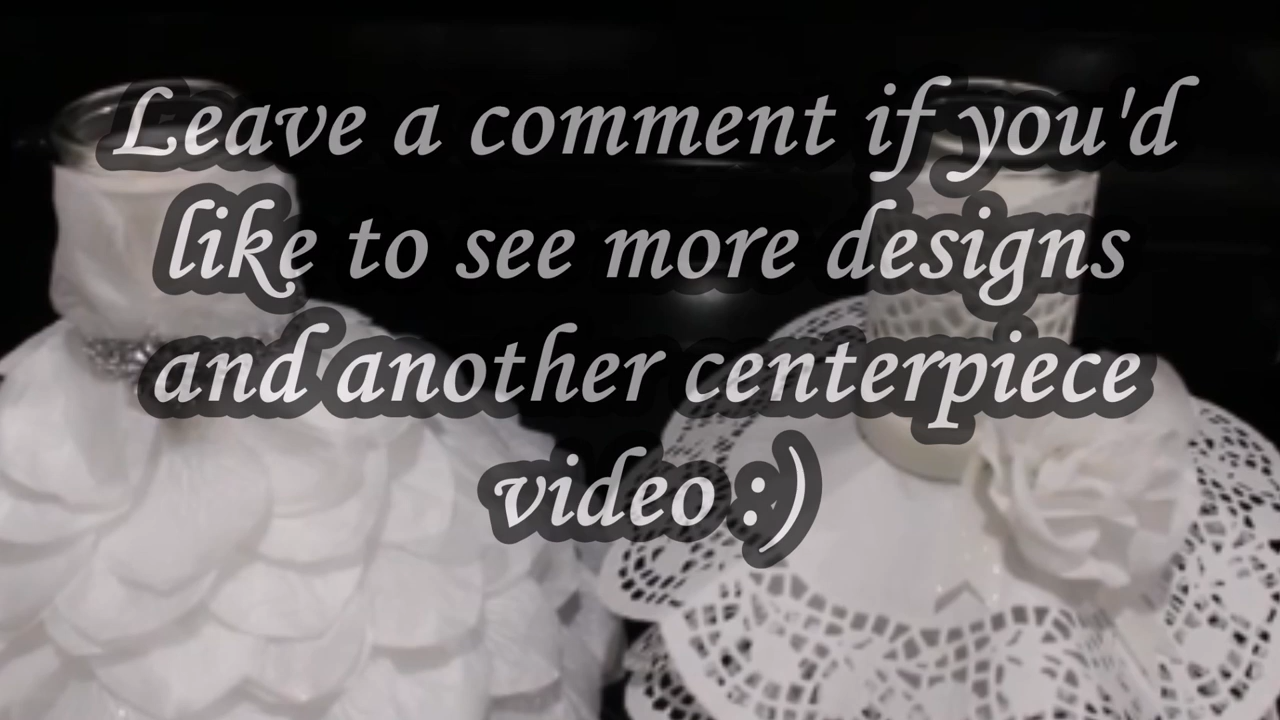 Leave a comment if you'd
like to see more designs
and another centerpiece
video :)